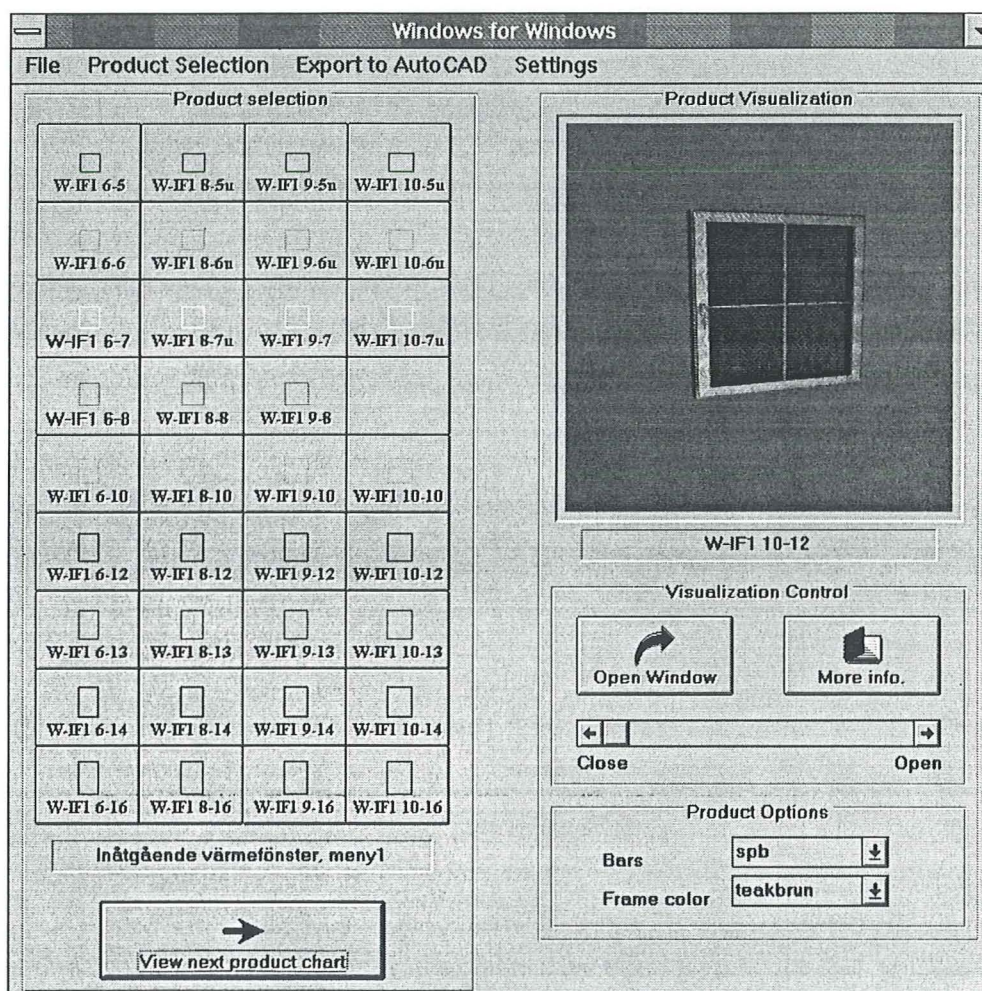 Windows for Windows
File Product Selection Export to AutoCAD Settings
Product selection
W-IF1 6-5 W-IF1 8-5u W-IF1 9-5u W-IF1 10-5u
W-IF1 6-6 W-IF1 8-6u W-IF1 9-6u W-IF1 10-6u
W-IF1 6-7 W-IF1 8-7u W-IF1 9-7 W-IF1 10-7u
W-IF1 6-8 W-IF1 8-8 W-IF1 9-8
W-IF1 6-10 W-IF1 8-10 W-IF1 9-10 W-IF1 10-10
W-IF1 6-12 W-IF1 8-12 W-IF1 9-12 W-IF1 10-12
W-IF1 6-13 W-IF1 8-13 W-IF1 9-13 W-IF1 10-13
W-IF1 6-14 W-IF1 8-14 W-IF1 9-14 W-IF1 10-14
W-IF1 6-16 W-IF1 8-16 W-IF1 9-16 W-IF1 10-16
Inåtgående värmefönster, meny1
View next product chart
Product Visualization
W-IF1 10-12
Visualization Control
Open Window More info.
Close Open
Product Options
Bars spb
Frame color teakbrun